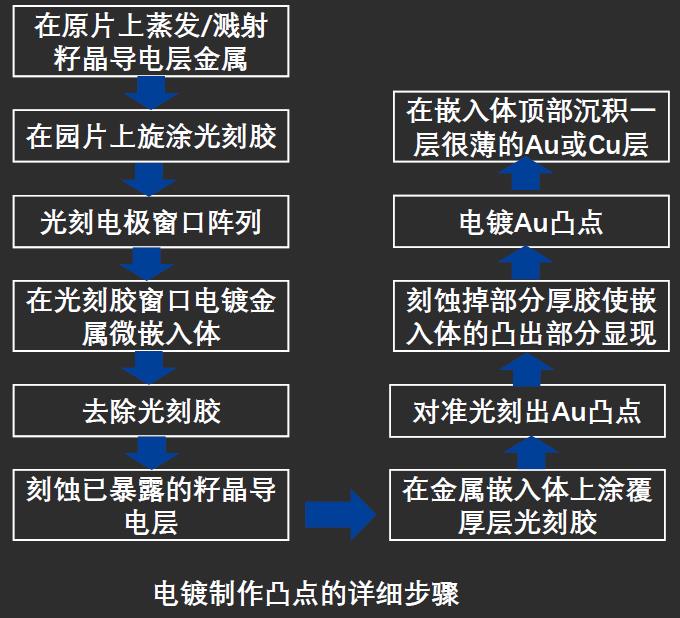 在原片上蒸发/溅射
籽晶导电层金属
在园片上旋涂光刻胶
光刻电极窗口阵列
在光刻胶窗口电镀金
属微嵌入体
去除光刻胶
刻蚀已暴露的籽晶导
电层
在金属嵌入体上涂覆
厚层光刻胶
对准光刻出Au凸点
刻蚀掉部分厚胶使嵌
入体的凸出部分显现
电镀Au凸点
在嵌入体顶部沉积一
层很薄的Au或Cu层
电镀制作凸点的详细步骤